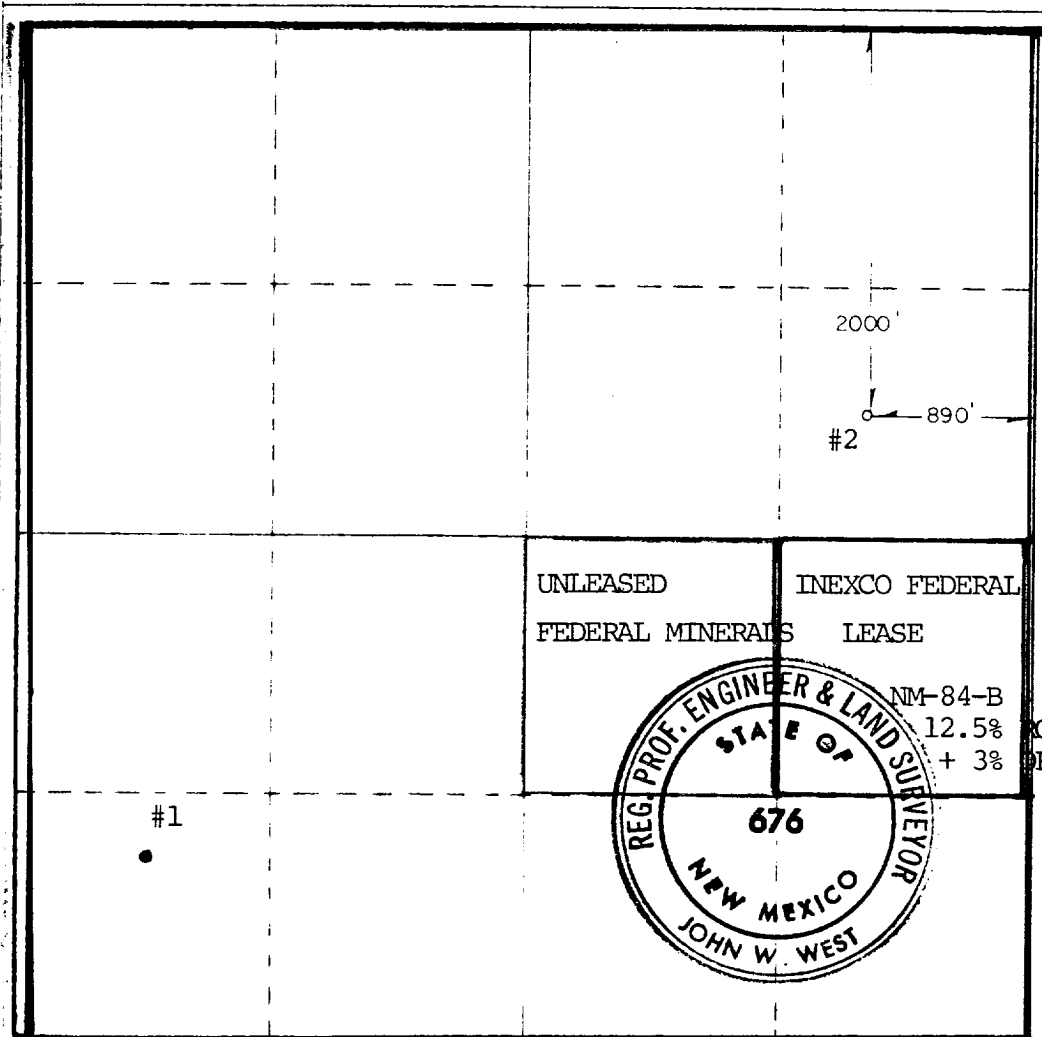 2000'
890'
#2
UNLEASED
FEDERAL MINERALS
INEXCO FEDERAL
LEASE
NM-84-B
12.5%
+ 3%
#1
REG. PROF. ENGINEER & LAND SURVEYOR
STATE OF
676
NEW MEXICO
JOHN W. WEST